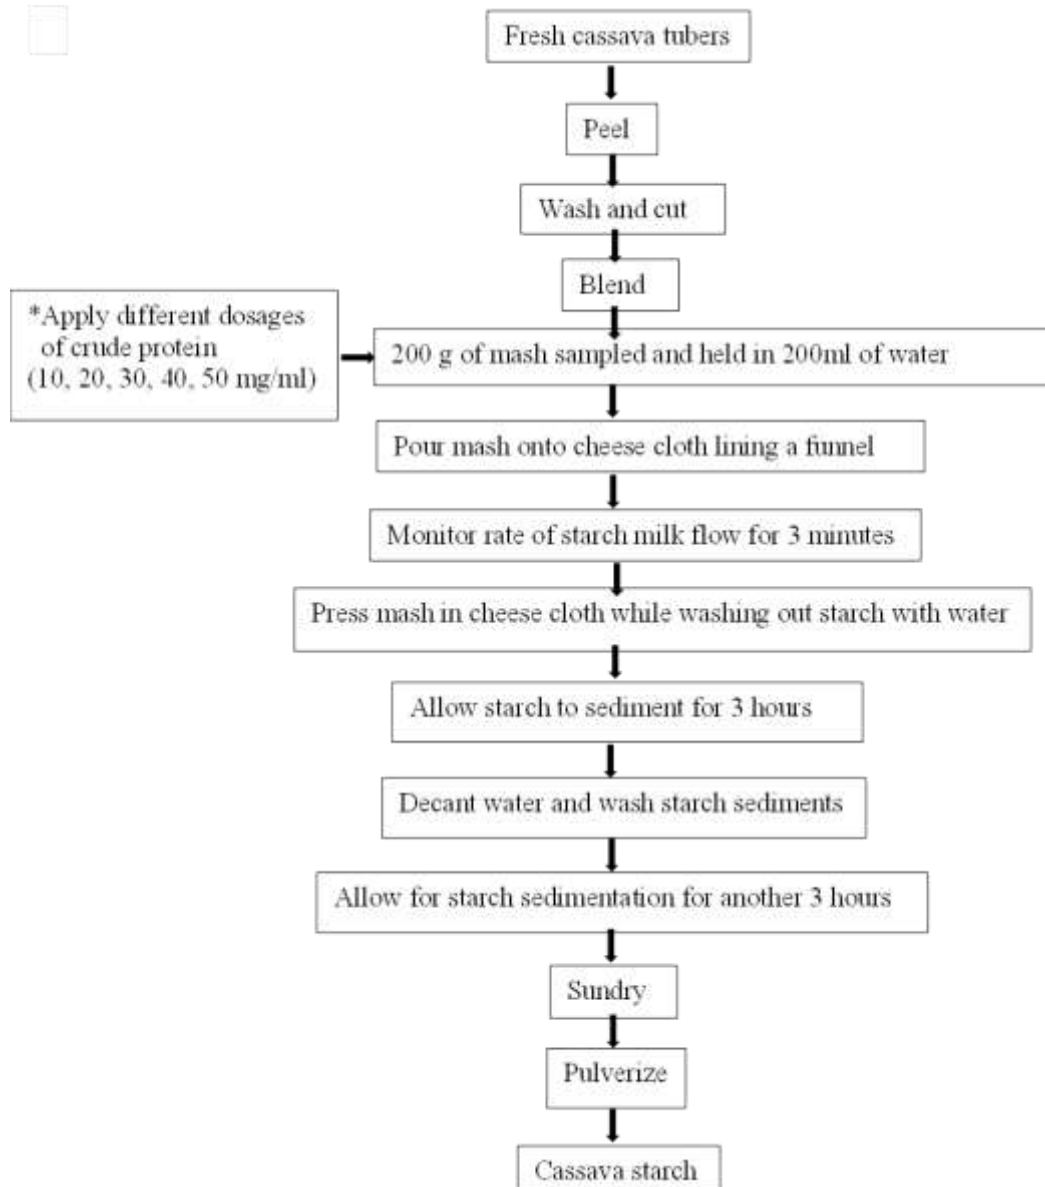 Fresh cassava tubers
Peel
Wash and cut
Blend
*Apply different dosages
of crude protein
(10, 20, 30, 40, 50 mg/ml)
200 g of mash sampled and held in 200ml of water
Pour mash onto cheese cloth lining a funnel
Monitor rate of starch milk flow for 3 minutes
Press mash in cheese cloth while washing out starch with water
Allow starch to sediment for 3 hours
Decant water and wash starch sediments
Allow for starch sedimentation for another 3 hours
Sundry
Pulverize
Cassava starch